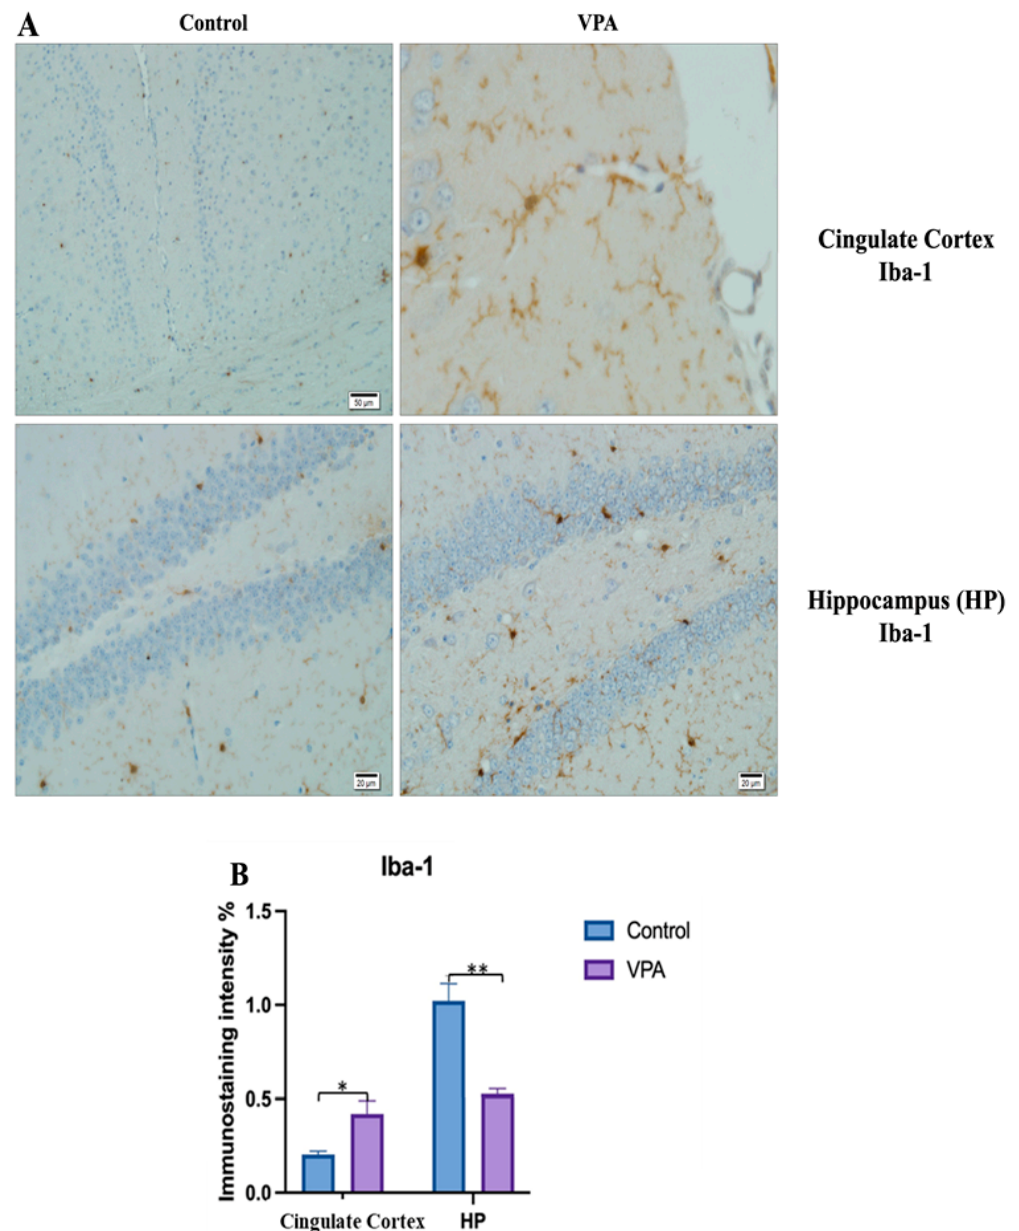 A
Control
VPA
Cingulate Cortex
Iba-1
50 µm
Hippocampus (HP)
Iba-1
20 µm
20 µm
B
Iba-1
Immunostaining intensity %
1.5
1.0
0.5
0.0
*
**
Control
VPA
Cingulate Cortex
HP